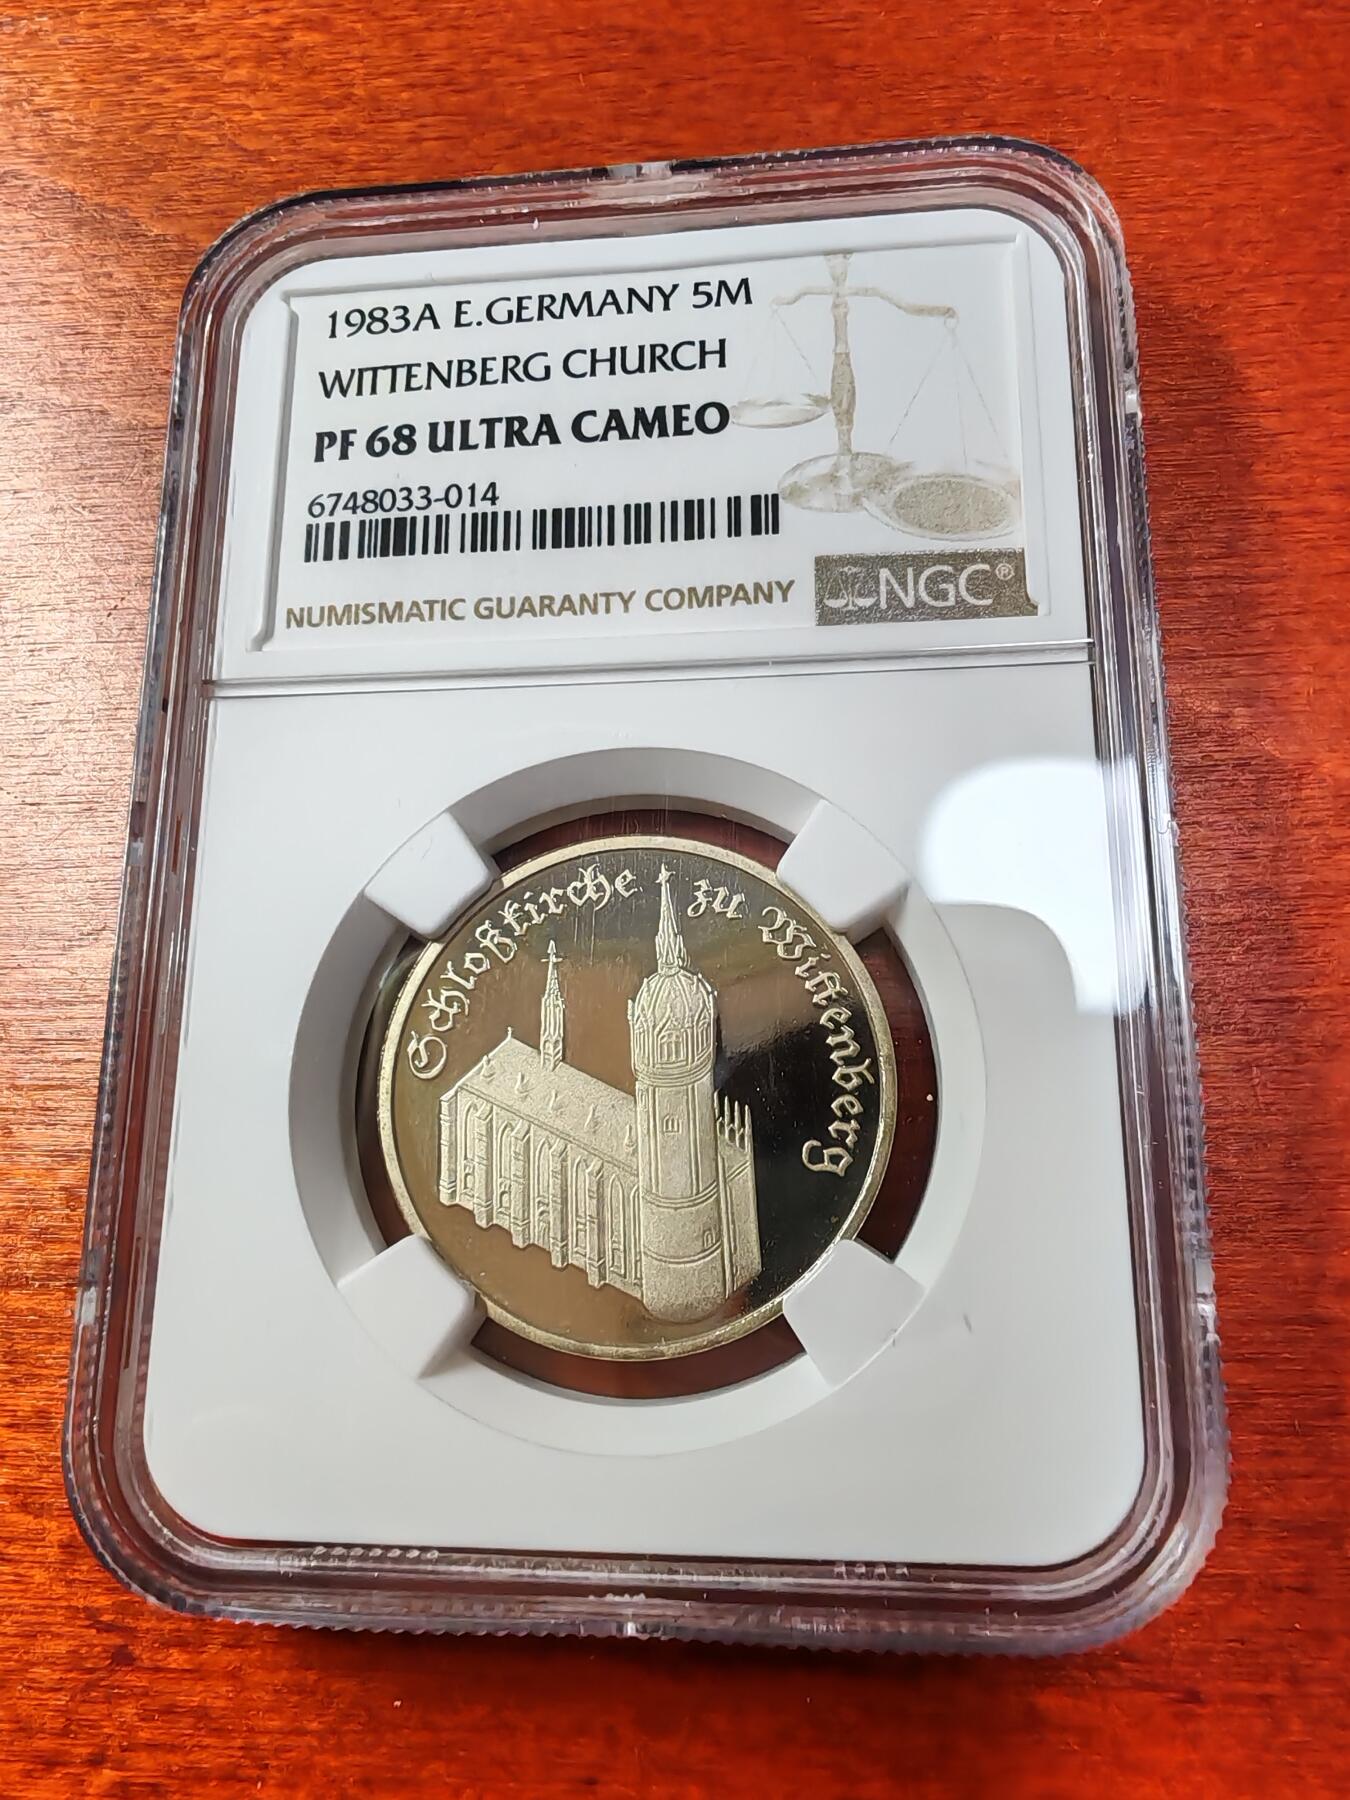 1983A E.GERMANY 5M
WITTENBERG CHURCH
PF 68 ULTRA CAMEO
6748033-014
NUMISMATIC GUARANTY COMPANY
NGC®
Schloßkirche zu Wittenberg